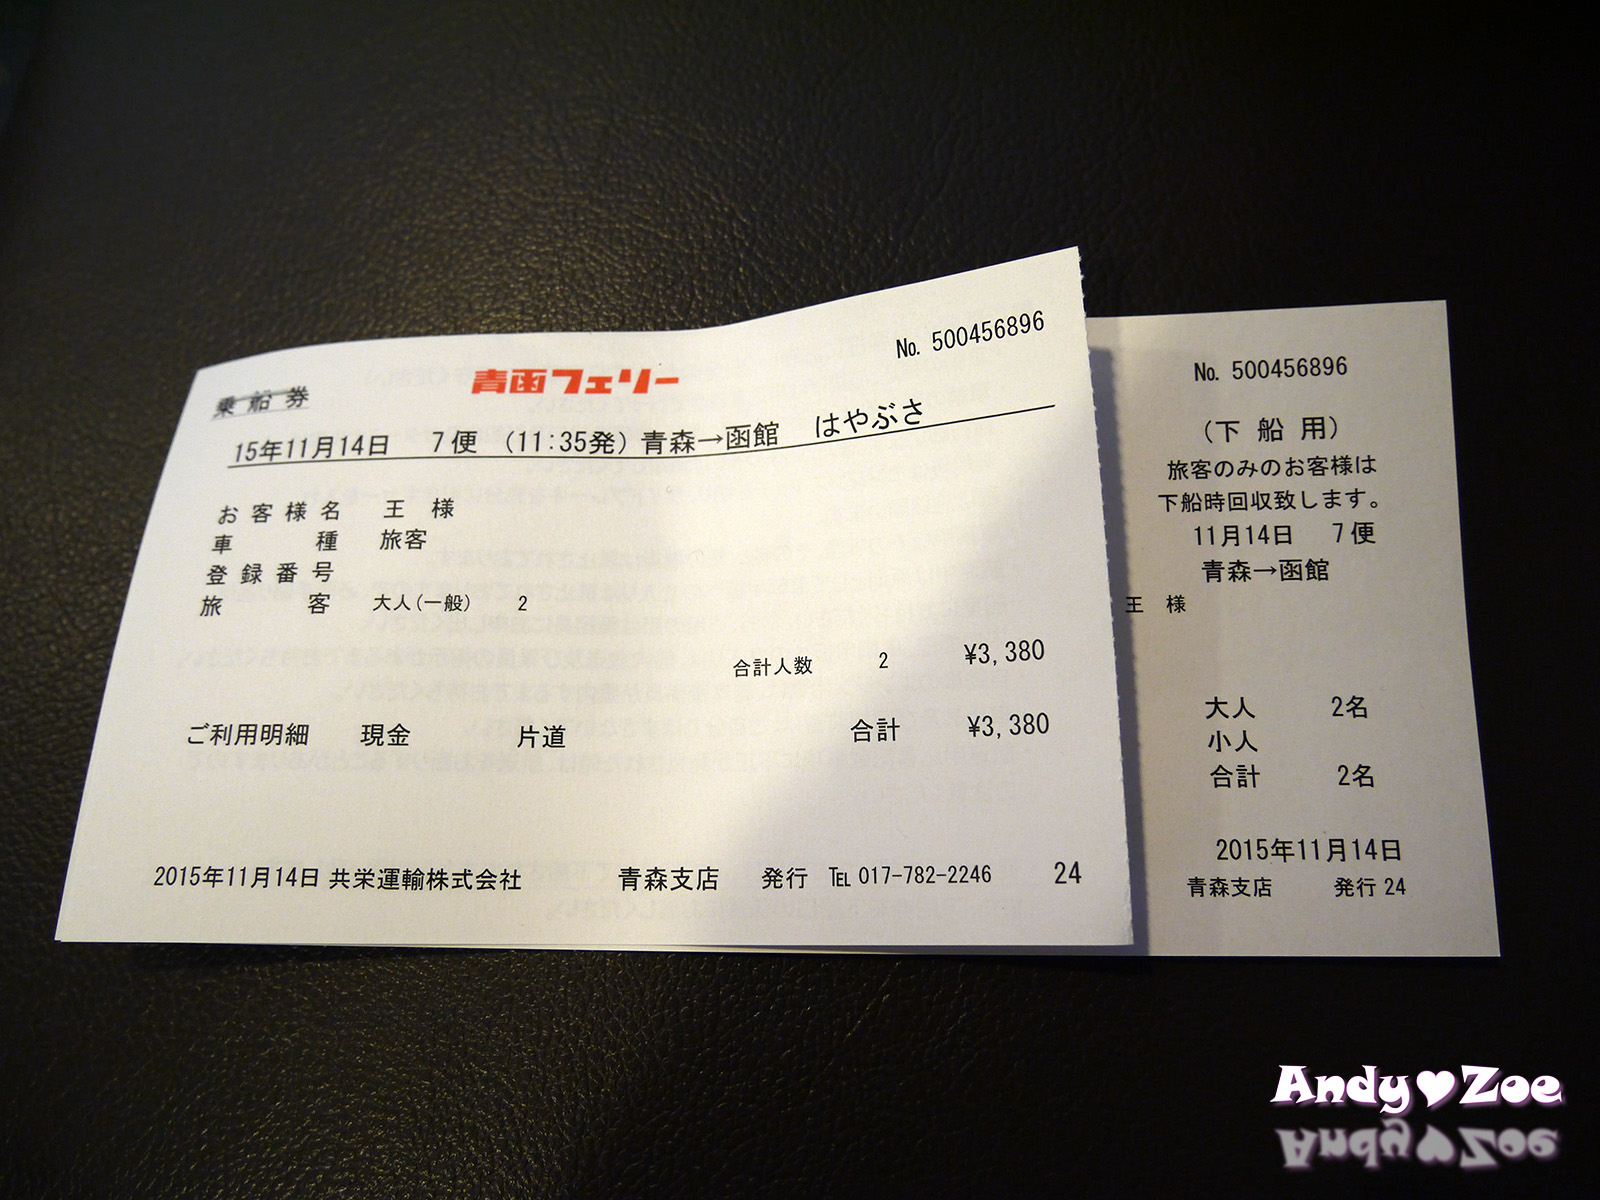 No. 500456896
青函フェリー
乗船券
15年11月14日 7便 (11:35発) 青森→函館 はやぶさ
お客様名 王 様
車種 旅客
登録番号
旅客 大人(一般) 2
合計人数 2 ¥3,380
ご利用明細 現金 片道 合計 ¥3,380
2015年11月14日 共栄運輸株式会社 青森支店 発行 TEL 017-782-2246 24
No. 500456896
(下船用)
旅客のみのお客様は
下船時回収致します。
11月14日 7便
青森→函館
王 様
大人 2名
小人
合計 2名
2015年11月14日
青森支店 発行 24
Andy♥Zoe